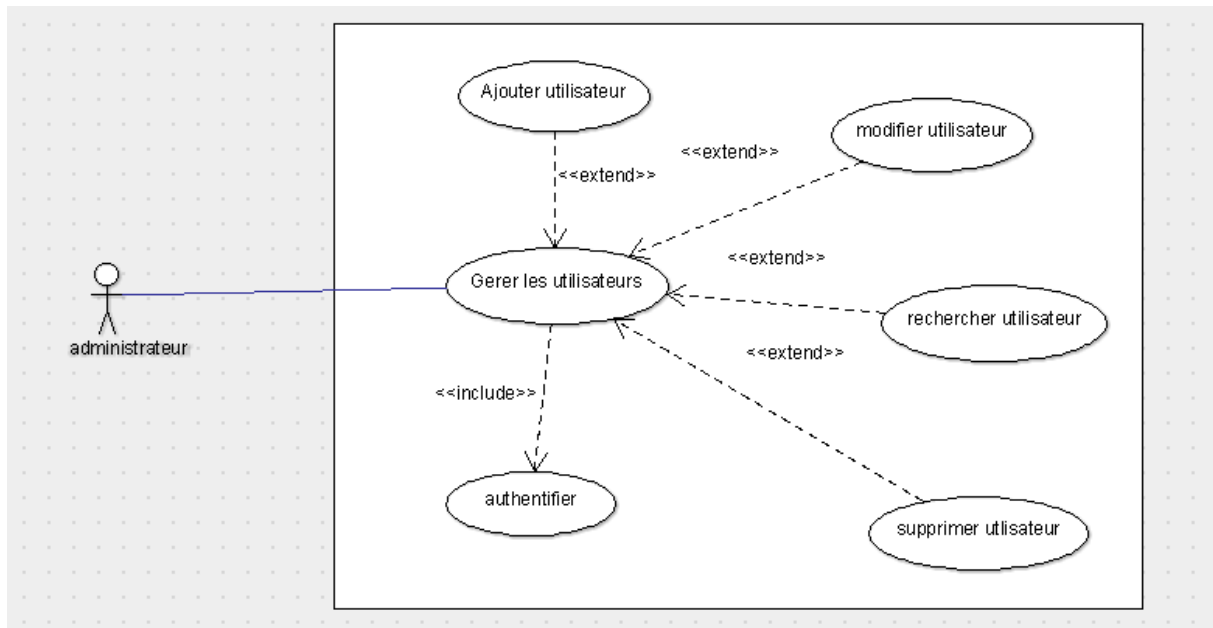 Ajouter utilisateur
modifier utilisateur
<<extend>>
<<extend>>
<<extend>>
Gerer les utilisateurs
rechercher utilisateur
administrateur
<<extend>>
<<include>>
authentifier
supprimer utlisateur